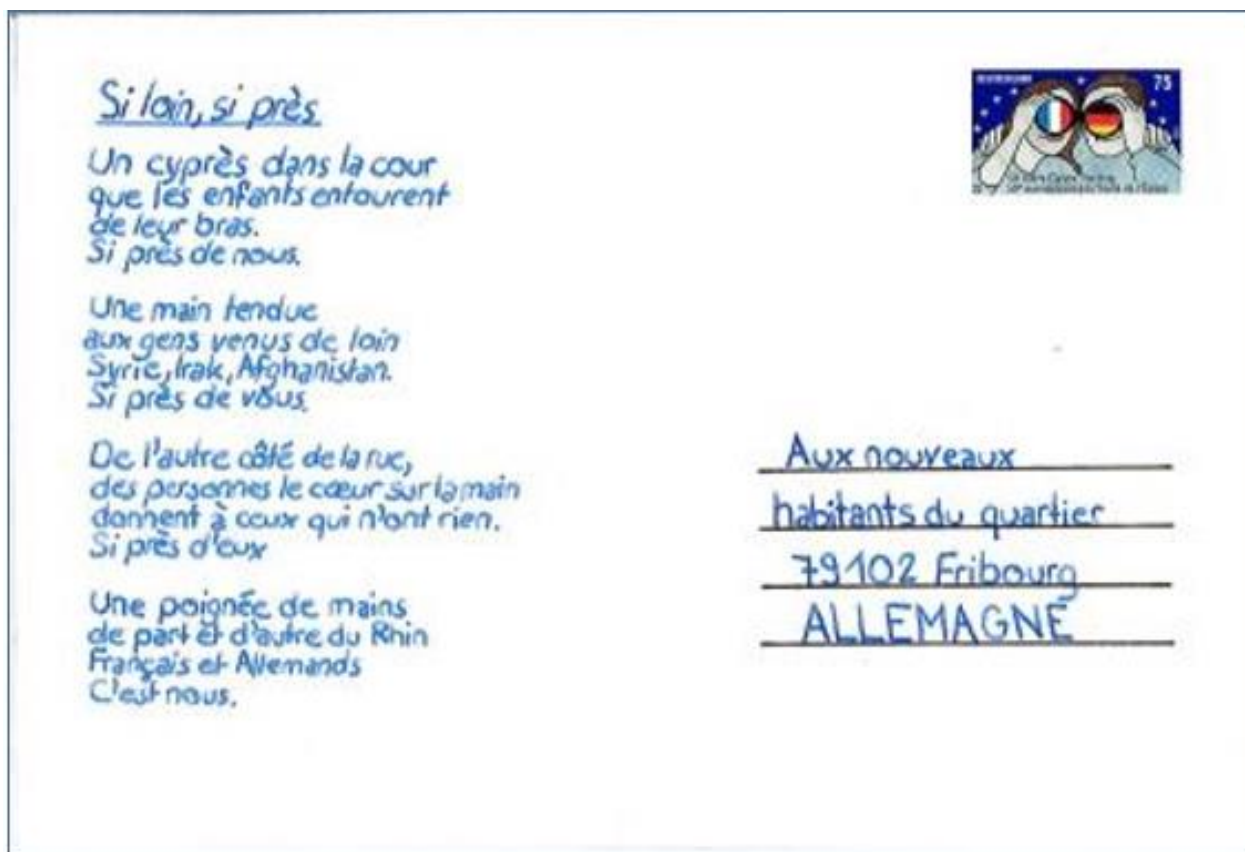 Si loin, si près
Un cyprès dans la cour
que les enfants entourent
de leur bras.
Si près de nous.
Une main tendue
aux gens venus de loin
Syrie, Irak, Afghanistan.
Si près de vous.
De l'autre côté de la rue,
des personnes le cœur sur la main
donnent à ceux qui n'ont rien.
Si près d'eux
Une poignée de mains
de part et d'autre du Rhin
Français et Allemands
C'est nous.
75
Aux nouveaux
habitants du quartier
79102 Fribourg
ALLEMAGNE